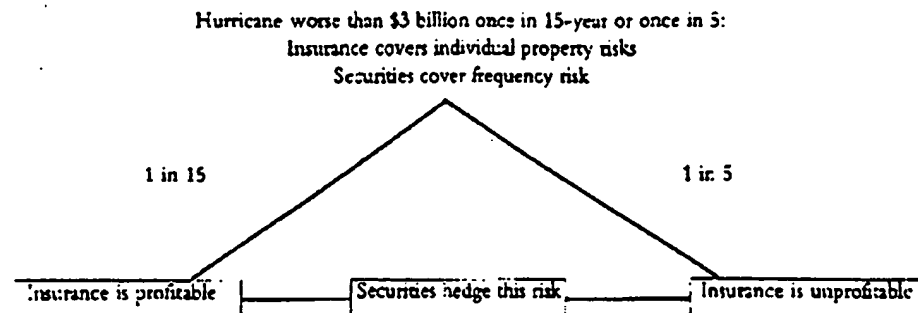 Hurricane worse than $3 billion once in 15-year or once in 5:
Insurance covers individual property risks
Securities cover frequency risk
1 in 15
1 in 5
Insurance is profitable
Securities hedge this risk
Insurance is unprofitable